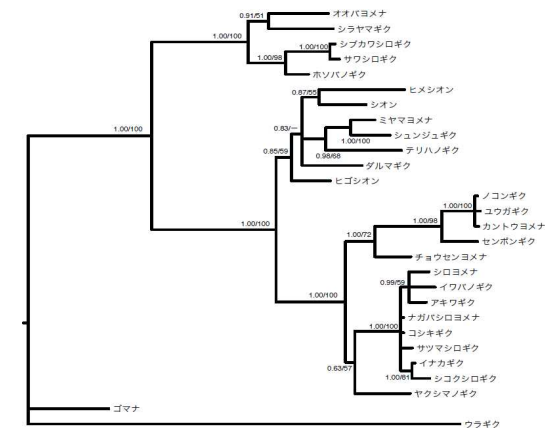 0.91/51 オオバヨメナ
シラヤマギク
1.00/100
1.00/100 シブカワシロギク
1.00/98 サワシロギク
ホソバノギク
0.87/55 ヒメシオン
シオン
ミヤマヨメナ
0.83/— シュンジュギク
1.00/100
1.00/100 テリハノギク
0.85/59 0.98/68
ダルマギク
ヒゴシオン
ノコンギク
1.00/100 ユウガギク
1.00/98 カントウヨメナ
1.00/100 1.00/72 センボンギク
チョウセンヨメナ
シロヨメナ
0.99/59 イワバノギク
1.00/100 アキワギク
ナガバシロヨメナ
1.00/100 コシキギク
サツマシロギク
イナカギク
0.63/57 1.00/81 シコクシロギク
ヤクシマノギク
ゴマナ
ウラギク